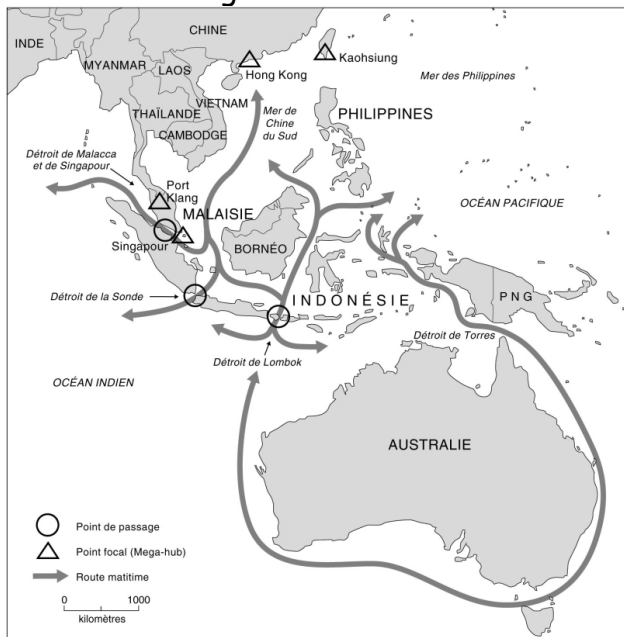 CHINE
INDE
MYANMAR
LAOS
Hong Kong
Kaohsiung
Mer des Philippines
VIETNAM
THAÏLANDE
CAMBODGE
Mer de
Chine
du Sud
PHILIPPINES
Détroit de Malacca
et de Singapour
Port
Klang
MALAISIE
Singapour
BORNÉO
OCÉAN PACIFIQUE
Détroit de la Sonde
INDONÉSIE
PNG
Détroit de Torres
Détroit de Lombok
OCÉAN INDIEN
AUSTRALIE
Point de passage
Point focal (Mega-hub)
Route matitime
0 1000
kilomètres